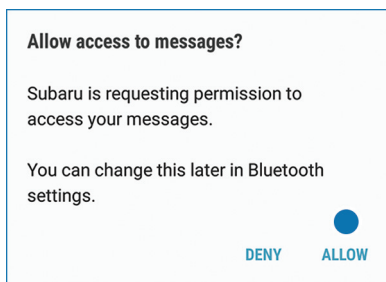 Allow access to messages?
Subaru is requesting permission to
access your messages.
You can change this later in Bluetooth
settings.
DENY ALLOW